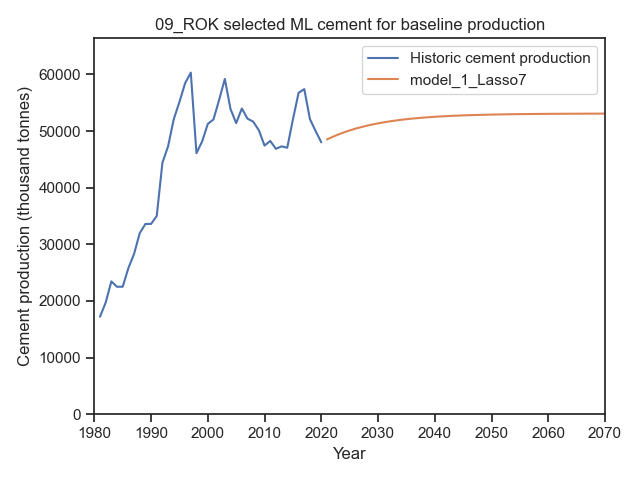 09_ROK selected ML cement for baseline production
Historic cement production
model_1_Lasso7
Cement production (thousand tonnes)
60000
50000
40000
30000
20000
10000
0
1980 1990 2000 2010 2020 2030 2040 2050 2060 2070
Year